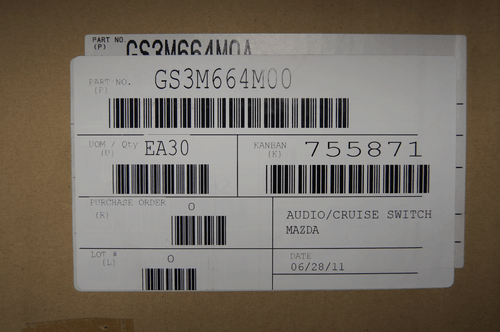 PART NO.
(P)
GS3M664M0A
PART NO.
(P)
GS3M664M00
UOM / Qty
(U)
EA30
KANBAN
(K)
755871
PURCHASE ORDER
(R)
0
AUDIO/CRUISE SWITCH
MAZDA
LOT #
(L)
0
DATE
06/28/11